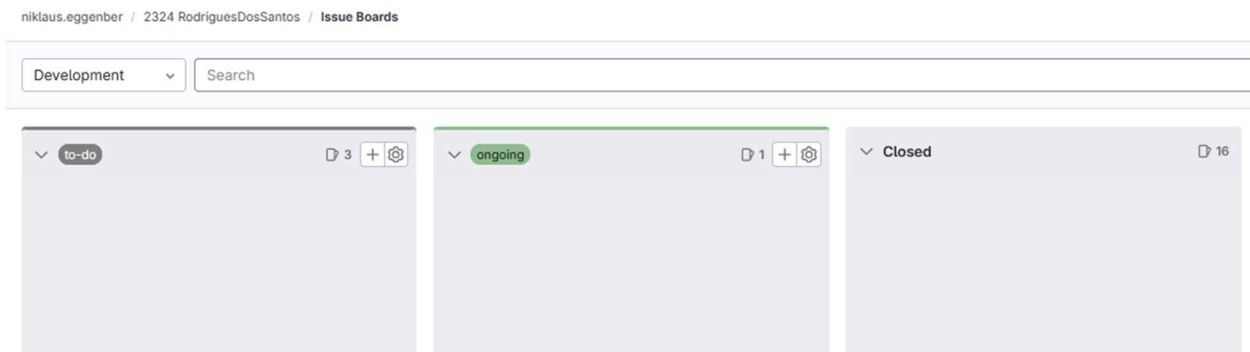 niklaus.eggenber / 2324 RodriguesDosSantos / Issue Boards
Development
Search
to-do 3
ongoing 1
Closed 16